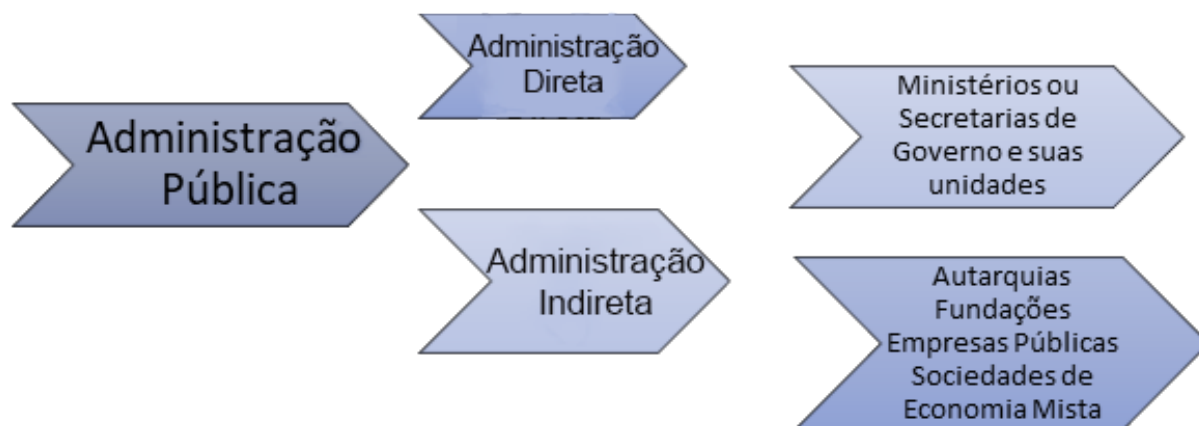 Administração
Pública
Administração
Direta
Ministérios ou
Secretarias de
Governo e suas
unidades
Administração
Indireta
Autarquias
Fundações
Empresas Públicas
Sociedades de
Economia Mista